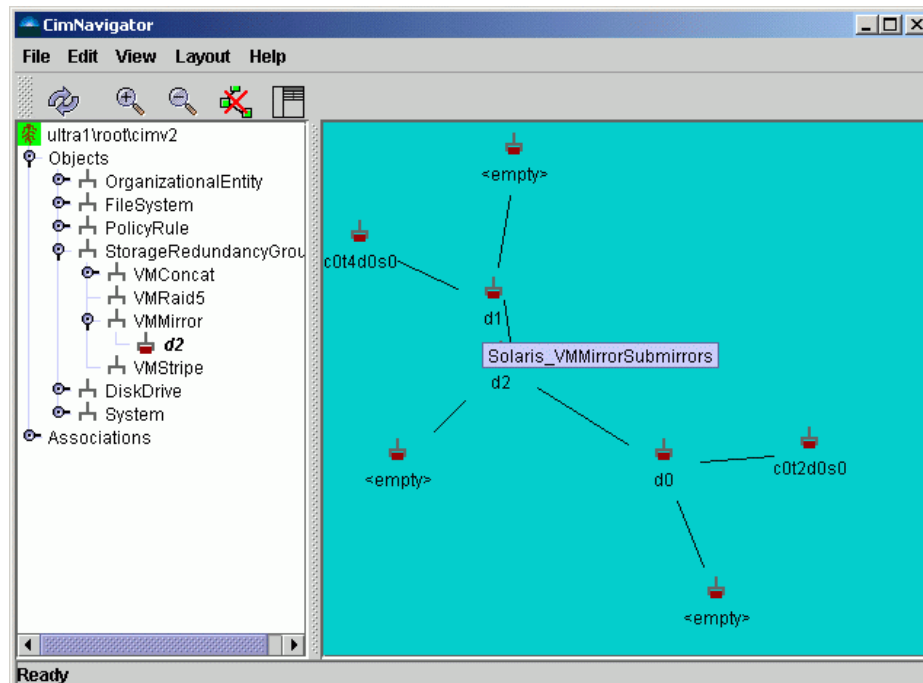 CimNavigator
File Edit View Layout Help
ultra1\root\cimv2
Objects
OrganizationalEntity
FileSystem
PolicyRule
StorageRedundancyGrou
VMConcat
VMRaid5
VMMirror
d2
VMStripe
DiskDrive
System
Associations
<empty>
c0t4d0s0
d1
Solaris_VMMirrorSubmirrors
d2
<empty>
d0
c0t2d0s0
<empty>
Ready